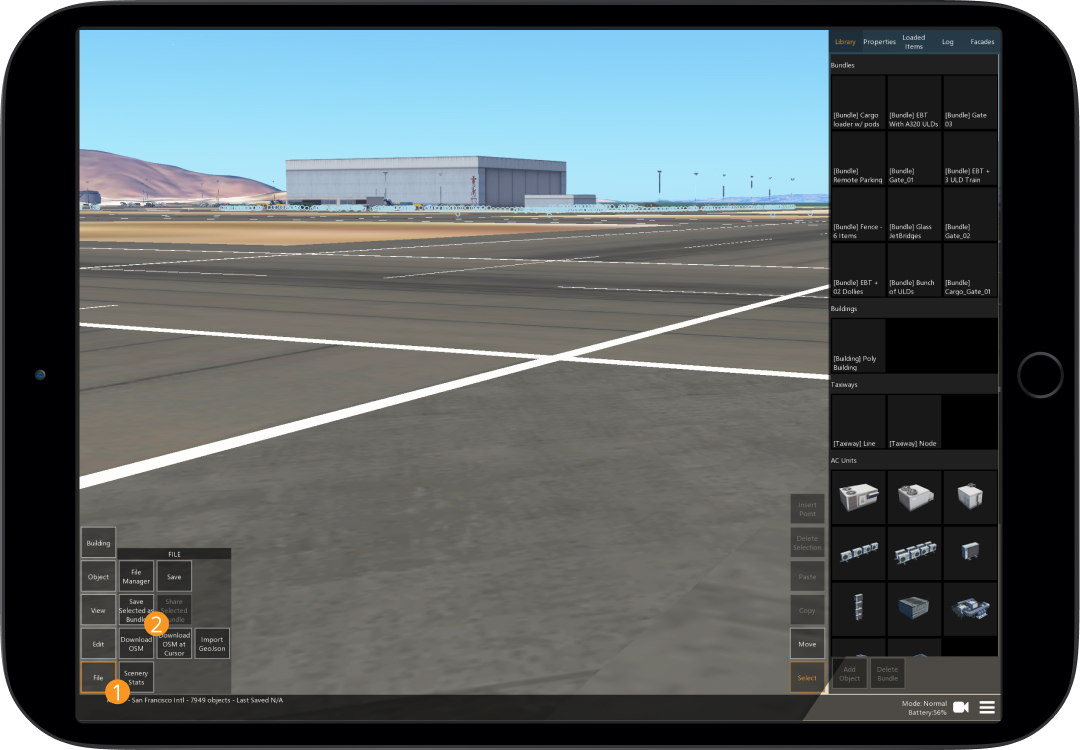 Library Properties Loaded Items Log Facades
Bundles
[Bundle] Cargo loader w/ pods
[Bundle] EBT With A320 ULDs
[Bundle] Gate 03
[Bundle] Remote Parking
[Bundle] Gate_01
[Bundle] EBT + 3 ULD Train
[Bundle] Fence - 6 Items
[Bundle] Glass JetBridges
[Bundle] Gate_02
[Bundle] EBT + 02 Dollies
[Bundle] Bunch of ULDs
[Bundle] Cargo_Gate_01
Buildings
[Building] Poly Building
Taxiways
[Taxiway] Line
[Taxiway] Node
AC Units
Insert Point
Delete Selection
Paste
Copy
Move
Select
Add Object
Delete Bundle
Building
Object
View
Edit
File
FILE
File Manager
Save
Save Selected as Bundle
Share Selected
2
Download OSM
Download OSM at Cursor
Import GeoJson
Scenery Stats
1
- San Francisco Intl - 7949 objects - Last Saved N/A
Mode: Normal
Battery:56%